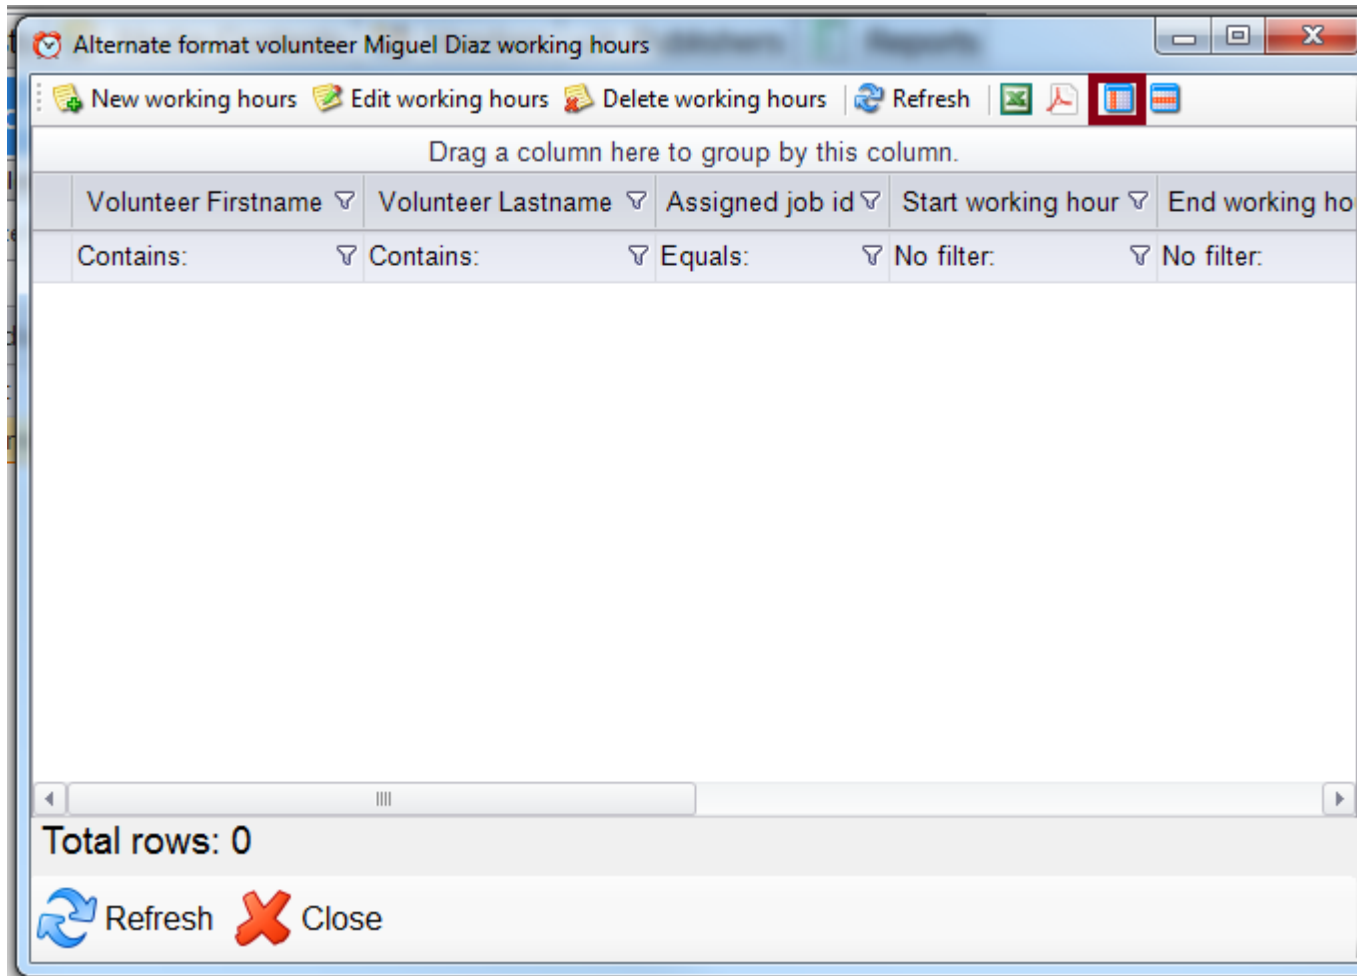 Alternate format volunteer Miguel Diaz working hours
Reports
New working hours Edit working hours Delete working hours Refresh
Drag a column here to group by this column.
Volunteer Firstname Volunteer Lastname Assigned job id Start working hour End working ho
Contains: Contains: Equals: No filter: No filter:
Total rows: 0
Refresh Close